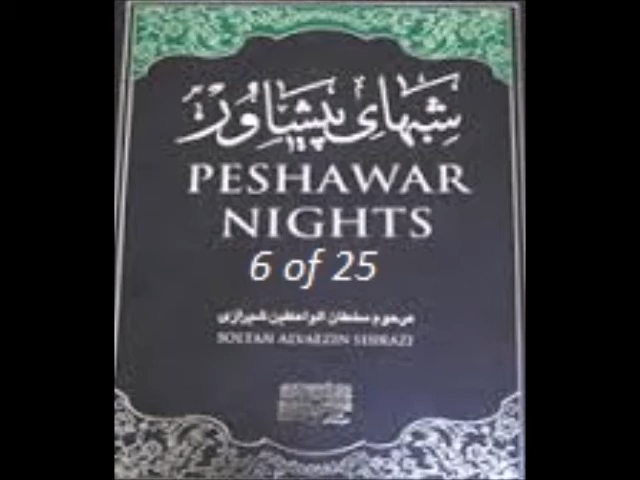 شبهای پیشاور
PESHAWAR
NIGHTS
6 of 25
مرحوم سلطان الواعظین شیرازی
SOLTAN ALVAEZIN SHIRAZI